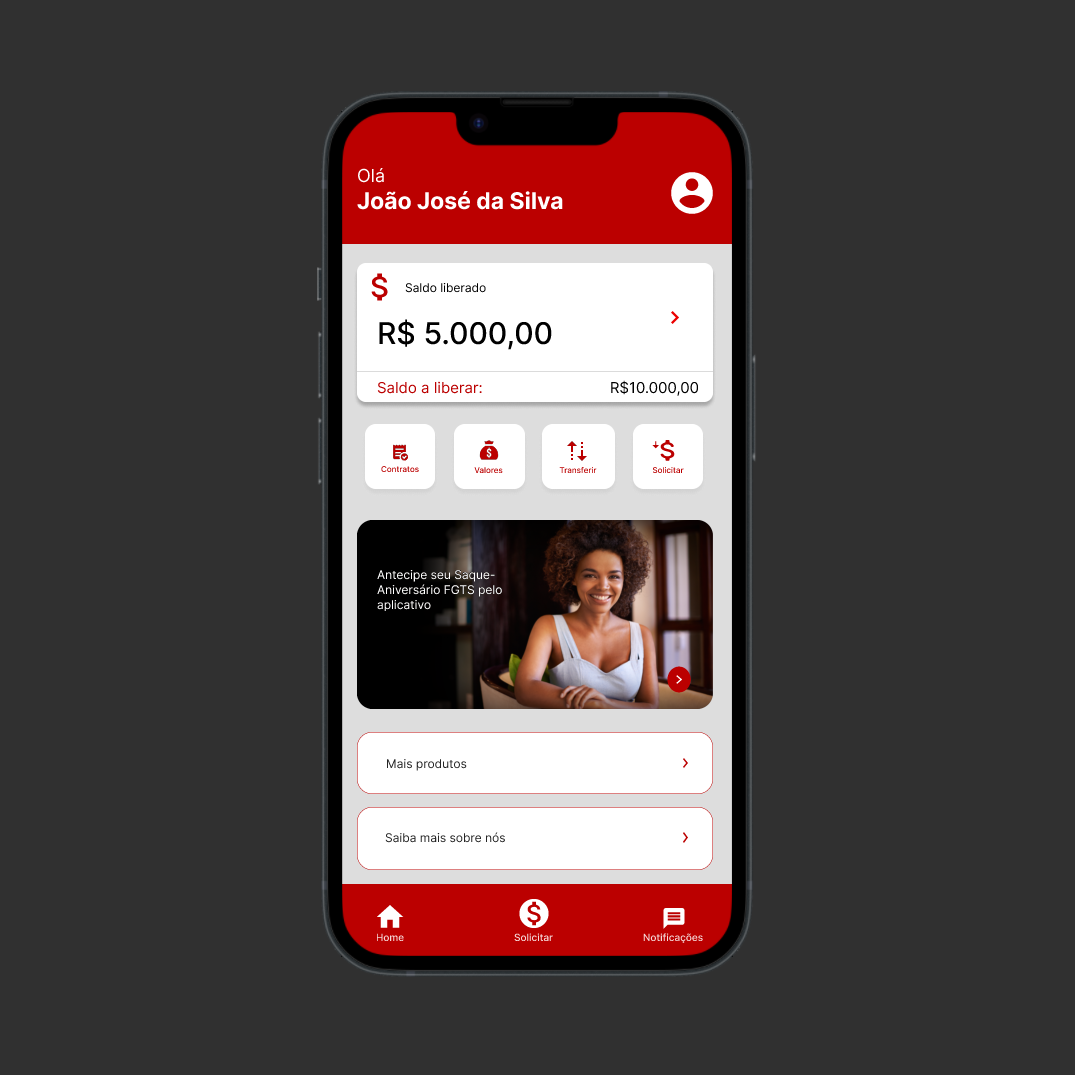 Olá
João José da Silva
Saldo liberado
R$ 5.000,00
Saldo a liberar: R$10.000,00
Contratos Valores Transferir Solicitar
Antecipe seu Saque-
Aniversário FGTS pelo
aplicativo
Mais produtos
Saiba mais sobre nós
Home Solicitar Notificações